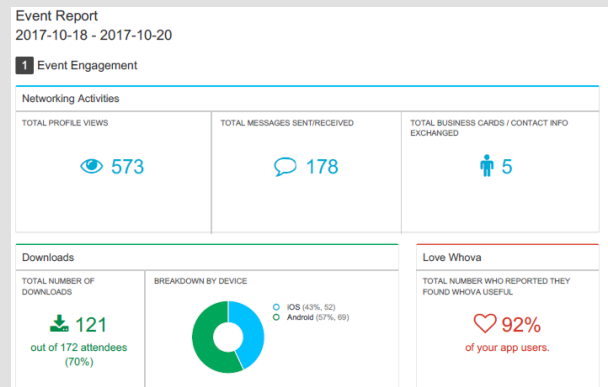 Event Report
2017-10-18 - 2017-10-20
1 Event Engagement
Networking Activities
TOTAL PROFILE VIEWS
573
TOTAL MESSAGES SENT/RECEIVED
178
TOTAL BUSINESS CARDS / CONTACT INFO
EXCHANGED
5
Downloads
TOTAL NUMBER OF
DOWNLOADS
121
out of 172 attendees
(70%)
BREAKDOWN BY DEVICE
iOS (43%, 52)
Android (57%, 69)
Love Whova
TOTAL NUMBER WHO REPORTED THEY
FOUND WHOVA USEFUL
92%
of your app users.